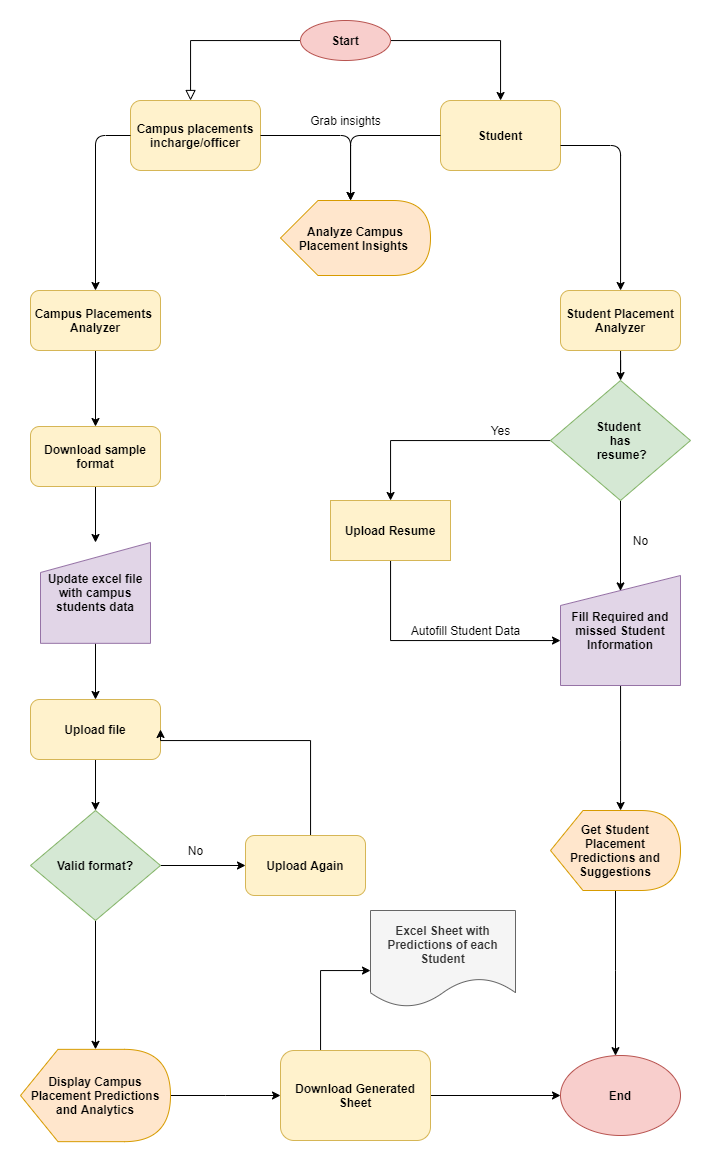 Start
Campus placements
incharge/officer
Grab insights
Student
Analyze Campus
Placement Insights
Campus Placements
Analyzer
Student Placement
Analyzer
Download sample
format
Student
has
resume?
Yes
Upload Resume
No
Update excel file
with campus
students data
Autofill Student Data
Fill Required and
missed Student
Information
Upload file
Valid format?
No
Upload Again
Get Student
Placement
Predictions and
Suggestions
Excel Sheet with
Predictions of each
Student
Display Campus
Placement Predictions
and Analytics
Download Generated
Sheet
End